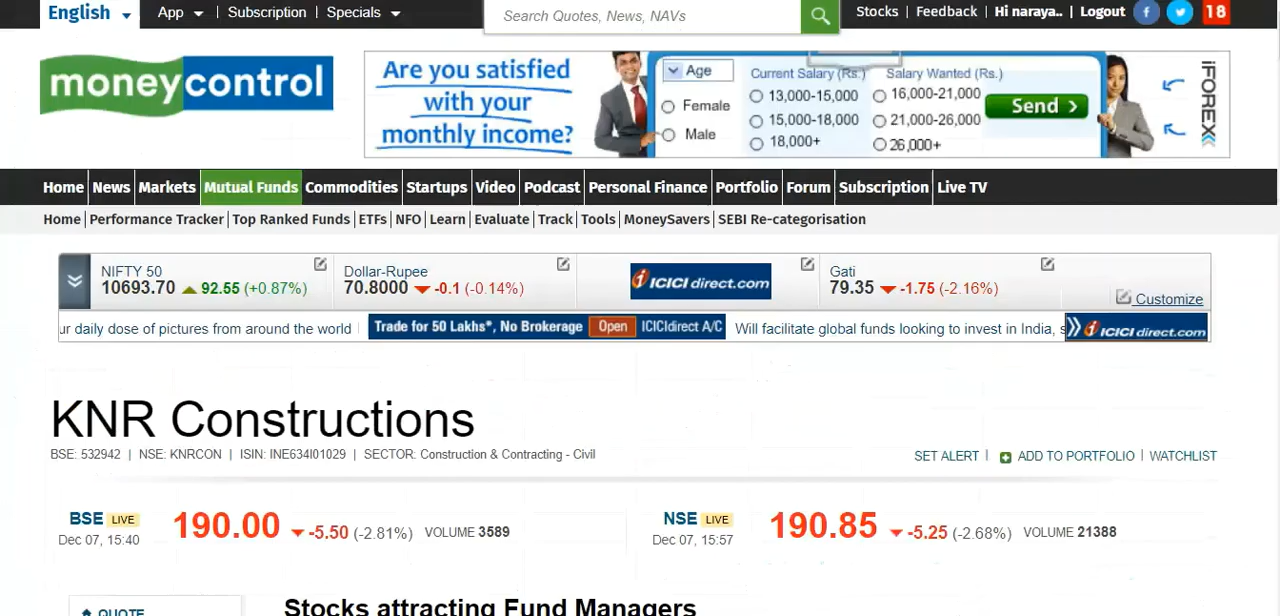 English App | Subscription | Specials Search Quotes, News, NAVs Stocks | Feedback | Hi naraya.. | Logout f 18
moneycontrol
Are you satisfied
with your
monthly income?
Age
Female
Male
Current Salary (Rs.) Salary Wanted (Rs.)
13,000-15,000 16,000-21,000
15,000-18,000 21,000-26,000
18,000+ 26,000+
Send >
iFOREX
Home News Markets Mutual Funds Commodities Startups Video Podcast Personal Finance Portfolio Forum Subscription Live TV
Home Performance Tracker Top Ranked Funds ETFs NFO Learn Evaluate Track Tools MoneySavers SEBI Re-categorisation
NIFTY 50 Dollar-Rupee ICICI direct.com Gati
10693.70 92.55 (+0.87%) 70.8000 -0.1 (-0.14%) 79.35 -1.75 (-2.16%)
Customize
ur daily dose of pictures from around the world | Trade for 50 Lakhs*, No Brokerage Open ICICIdirect A/C Will facilitate global funds looking to invest in India, s ICICI direct.com
KNR Constructions
BSE: 532942 | NSE: KNRCON | ISIN: INE634I01029 | SECTOR: Construction & Contracting - Civil
SET ALERT | ADD TO PORTFOLIO | WATCHLIST
BSE LIVE 190.00 -5.50 (-2.81%) VOLUME 3589 NSE LIVE 190.85 -5.25 (-2.68%) VOLUME 21388
Dec 07, 15:40 Dec 07, 15:57
QUOTE Stocks attracting Fund Managers